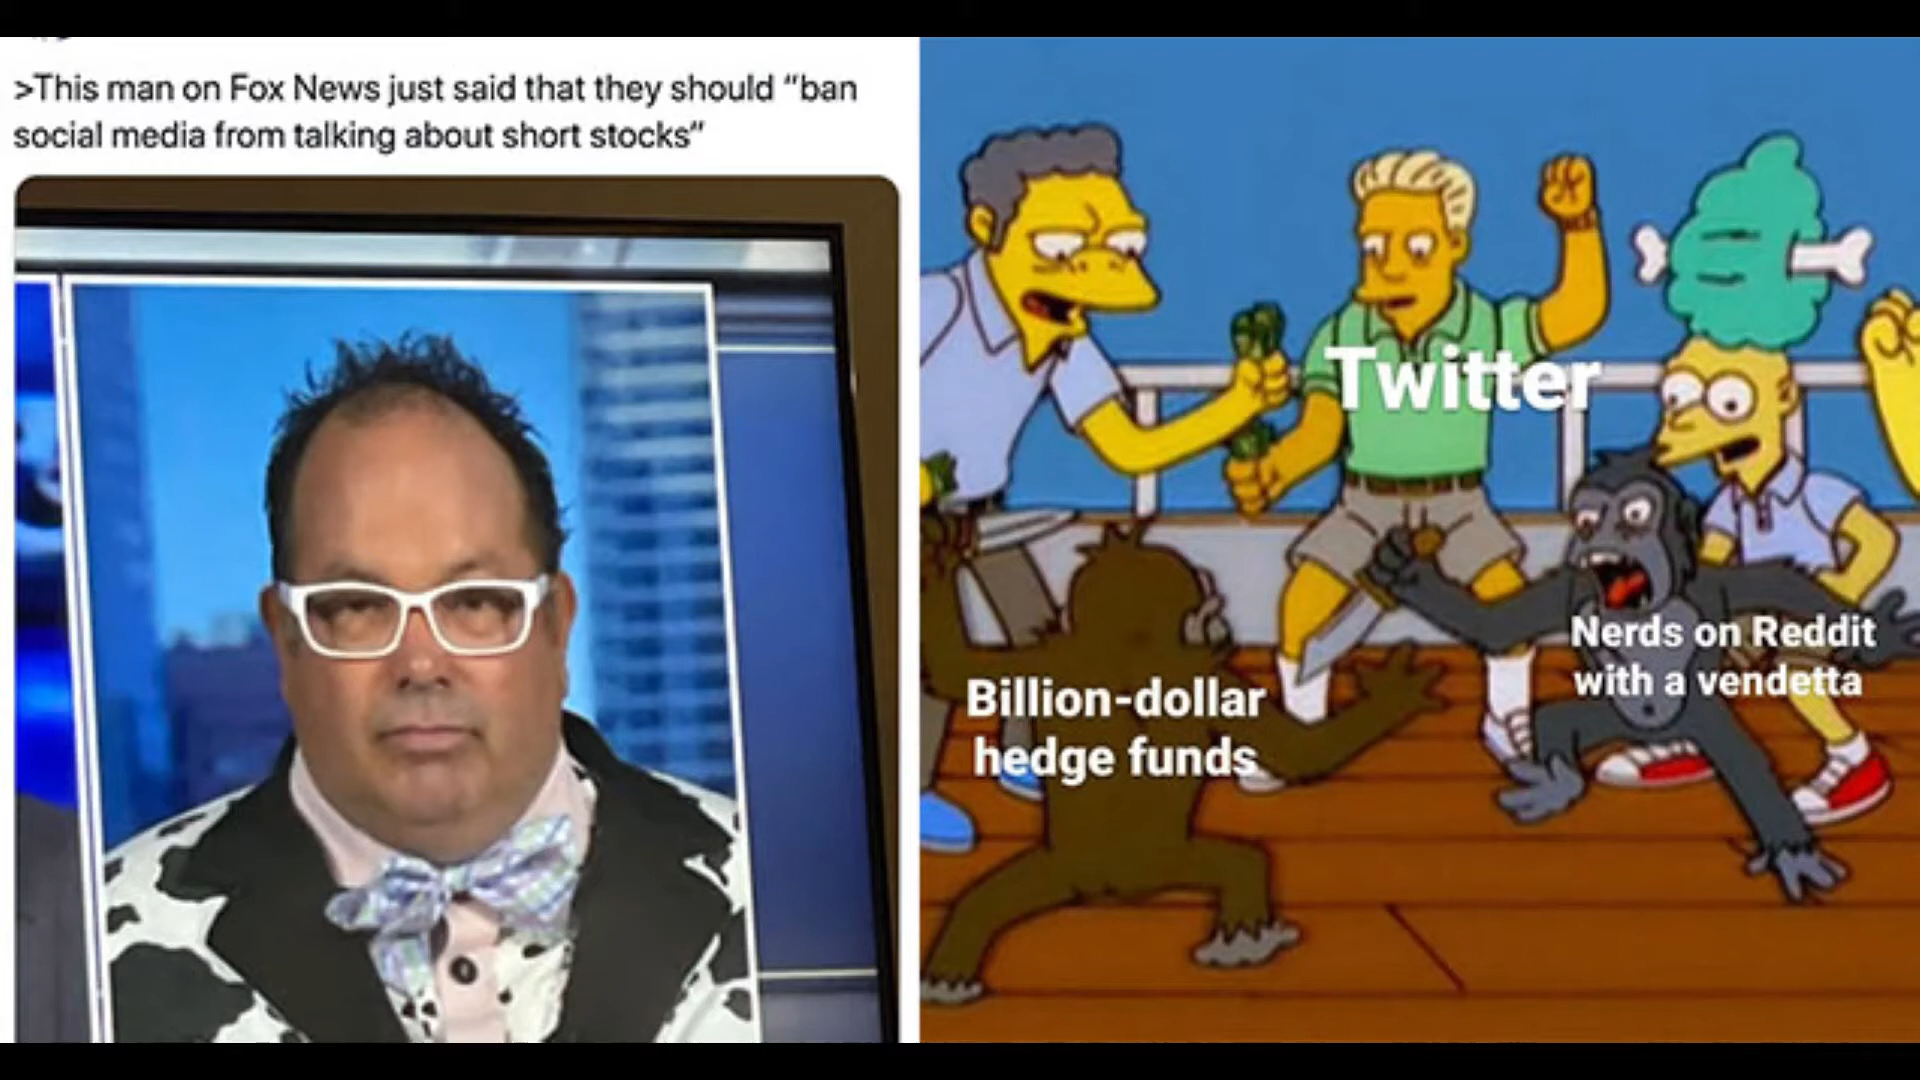 >This man on Fox News just said that they should “ban
social media from talking about short stocks”
Twitter
Nerds on Reddit
with a vendetta
Billion-dollar
hedge funds